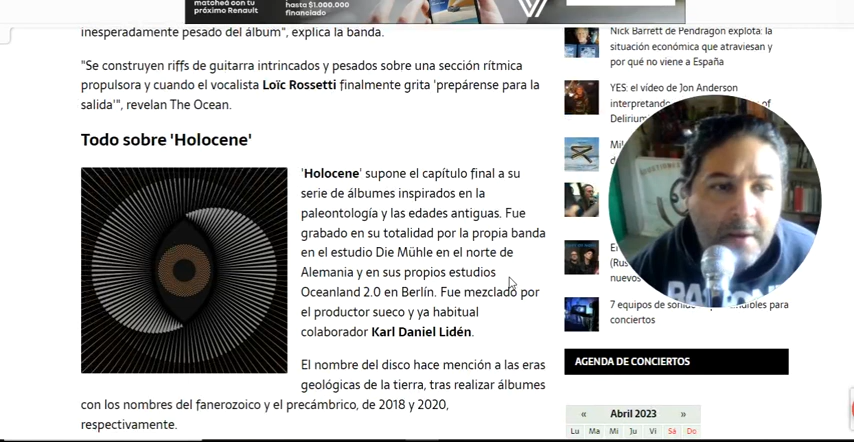 matcheá con tu
próximo Renault
hasta $1.000.000
financiado
inesperadamente pesado del álbum", explica la banda.
"Se construyen riffs de guitarra intrincados y pesados sobre una sección rítmica
propulsora y cuando el vocalista Loïc Rossetti finalmente grita 'prepárense para la
salida'", revelan The Ocean.
Todo sobre 'Holocene'
'Holocene' supone el capítulo final a su
serie de álbumes inspirados en la
paleontología y las edades antiguas. Fue
grabado en su totalidad por la propia banda
en el estudio Die Mühle en el norte de
Alemania y en sus propios estudios
Oceanland 2.0 en Berlín. Fue mezclado por
el productor sueco y ya habitual
colaborador Karl Daniel Lidén.
El nombre del disco hace mención a las eras
geológicas de la tierra, tras realizar álbumes
con los nombres del fanerozoico y el precámbrico, de 2018 y 2020,
respectivamente.
Nick Barrett de Pendragon explota: la
situación económica que atraviesan y
por qué no viene a España
YES: el vídeo de Jon Anderson
interpretando of
Delirium
(Rus
nuevos
7 equipos de para
conciertos
AGENDA DE CONCIERTOS
« Abril 2023 »
Lu Ma Mi Ju Vi Sá Do